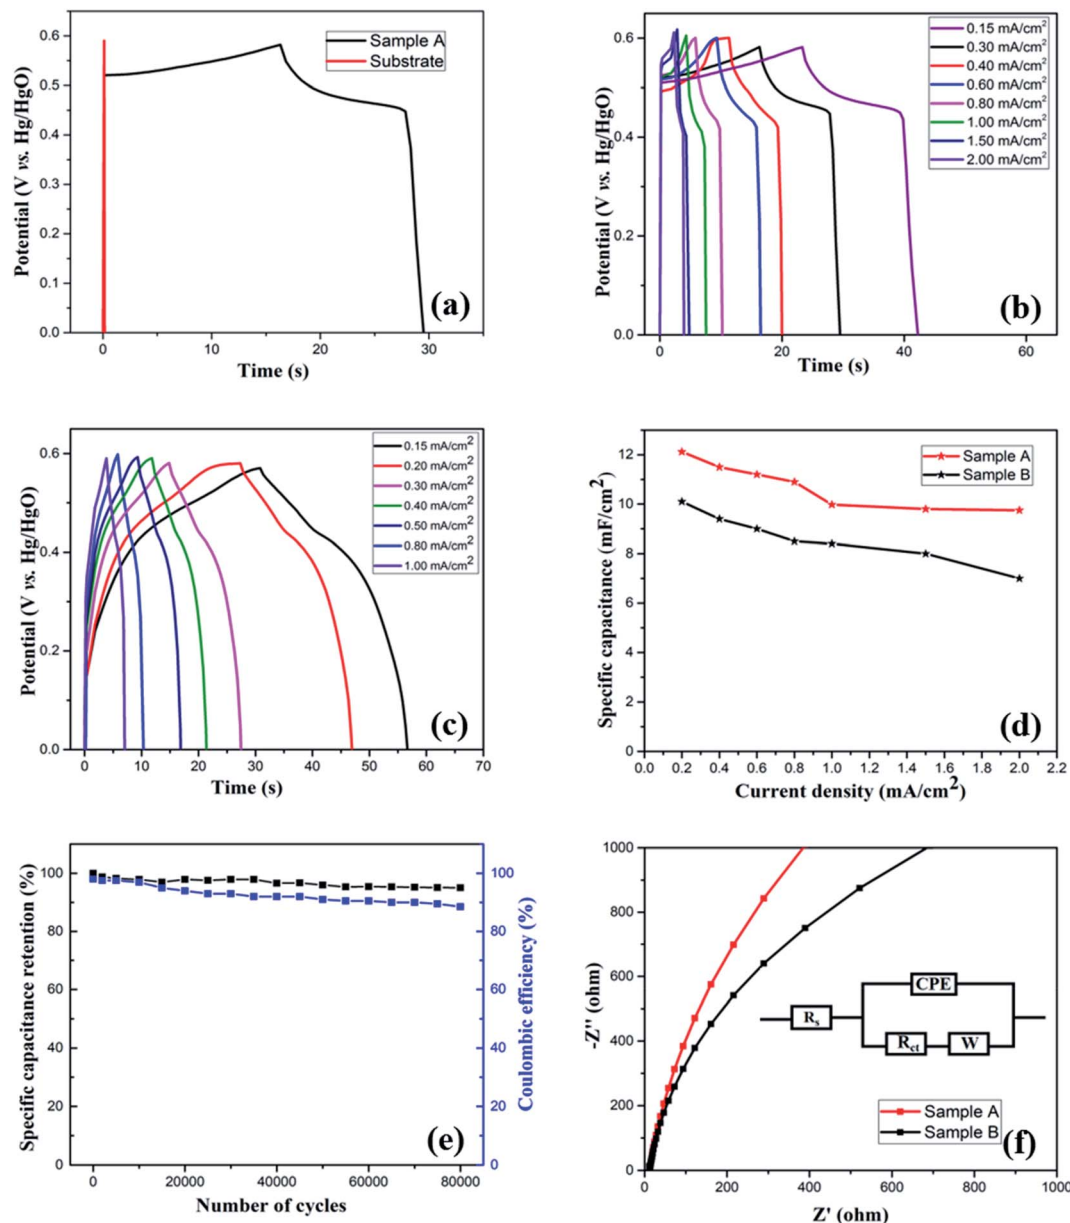 Potential (V vs. Hg/HgO)
0.6
0.5
0.4
0.3
0.2
0.1
0.0
Sample A
Substrate
(a)
0 10 20 30
Time (s)
Potential (V vs. Hg/HgO)
0.6
0.4
0.2
0.0
0.15 mA/cm²
0.30 mA/cm²
0.40 mA/cm²
0.60 mA/cm²
0.80 mA/cm²
1.00 mA/cm²
1.50 mA/cm²
2.00 mA/cm²
(b)
0 20 40 60
Time (s)
Potential (V vs. Hg/HgO)
0.6
0.4
0.2
0.0
0.15 mA/cm²
0.20 mA/cm²
0.30 mA/cm²
0.40 mA/cm²
0.50 mA/cm²
0.80 mA/cm²
1.00 mA/cm²
(c)
0 10 20 30 40 50 60 70
Time (s)
Specific capacitance (mF/cm²)
12
10
8
6
4
2
0
Sample A
Sample B
(d)
0.0 0.2 0.4 0.6 0.8 1.0 1.2 1.4 1.6 1.8 2.0 2.2
Current density (mA/cm²)
Specific capacitance retention (%)
100
80
60
40
20
0
100
80
60
40
20
0
Coulombic efficiency (%)
(e)
0 20000 40000 60000 80000
Number of cycles
-Z'' (ohm)
1000
800
600
400
200
0
CPE
Rs
Rct W
Sample A
Sample B
(f)
0 200 400 600 800 1000
Z' (ohm)